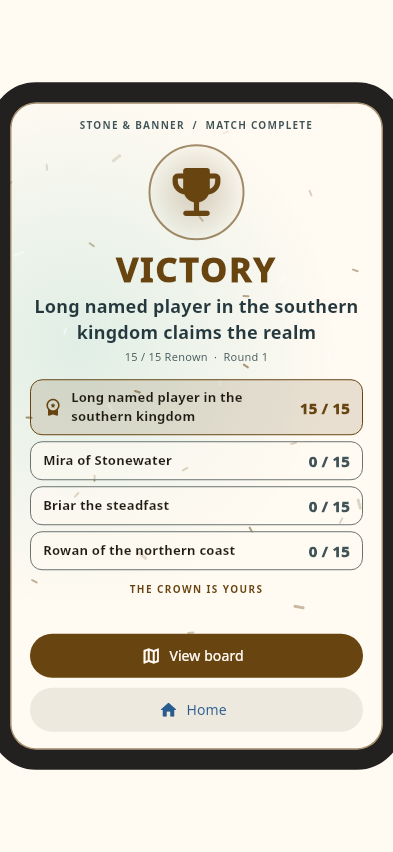 STONE & BANNER / MATCH COMPLETE
VICTORY
Long named player in the southern
kingdom claims the realm
15 / 15 Renown · Round 1
Long named player in the
southern kingdom
15 / 15
Mira of Stonewater
0 / 15
Briar the steadfast
0 / 15
Rowan of the northern coast
0 / 15
THE CROWN IS YOURS
View board
Home